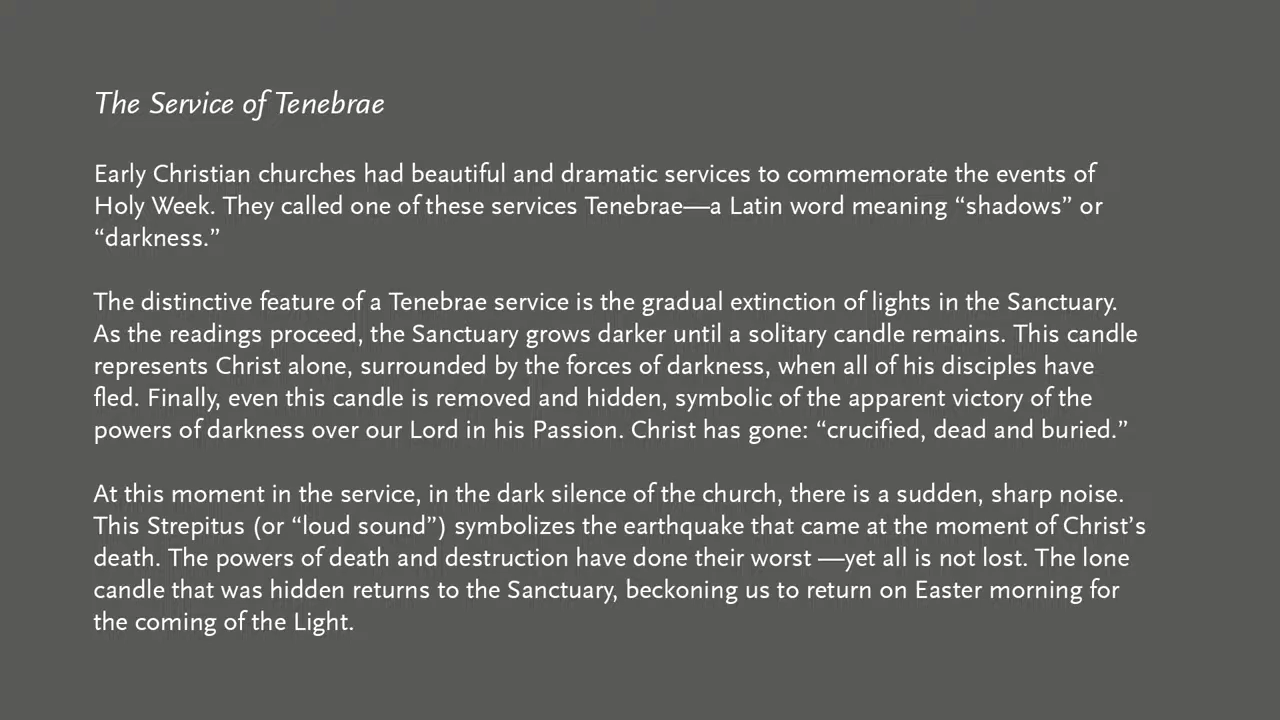 The Service of Tenebrae
Early Christian churches had beautiful and dramatic services to commemorate the events of
Holy Week. They called one of these services Tenebrae—a Latin word meaning “shadows” or
“darkness.”
The distinctive feature of a Tenebrae service is the gradual extinction of lights in the Sanctuary.
As the readings proceed, the Sanctuary grows darker until a solitary candle remains. This candle
represents Christ alone, surrounded by the forces of darkness, when all of his disciples have
fled. Finally, even this candle is removed and hidden, symbolic of the apparent victory of the
powers of darkness over our Lord in his Passion. Christ has gone: “crucified, dead and buried.”
At this moment in the service, in the dark silence of the church, there is a sudden, sharp noise.
This Strepitus (or “loud sound”) symbolizes the earthquake that came at the moment of Christ’s
death. The powers of death and destruction have done their worst —yet all is not lost. The lone
candle that was hidden returns to the Sanctuary, beckoning us to return on Easter morning for
the coming of the Light.